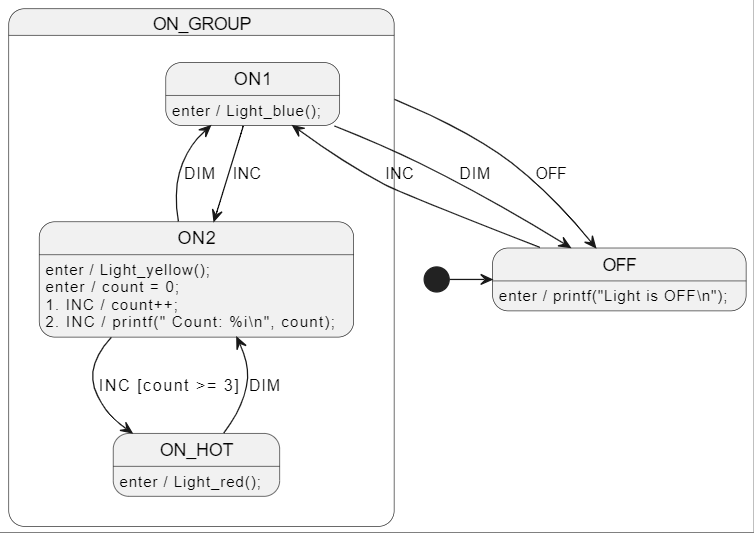 ON_GROUP
ON1
enter / Light_blue();
DIM
INC
INC
DIM
OFF
ON2
enter / Light_yellow();
enter / count = 0;
1. INC / count++;
2. INC / printf(" Count: %i\n", count);
OFF
enter / printf("Light is OFF\n");
INC [count >= 3]
DIM
ON_HOT
enter / Light_red();